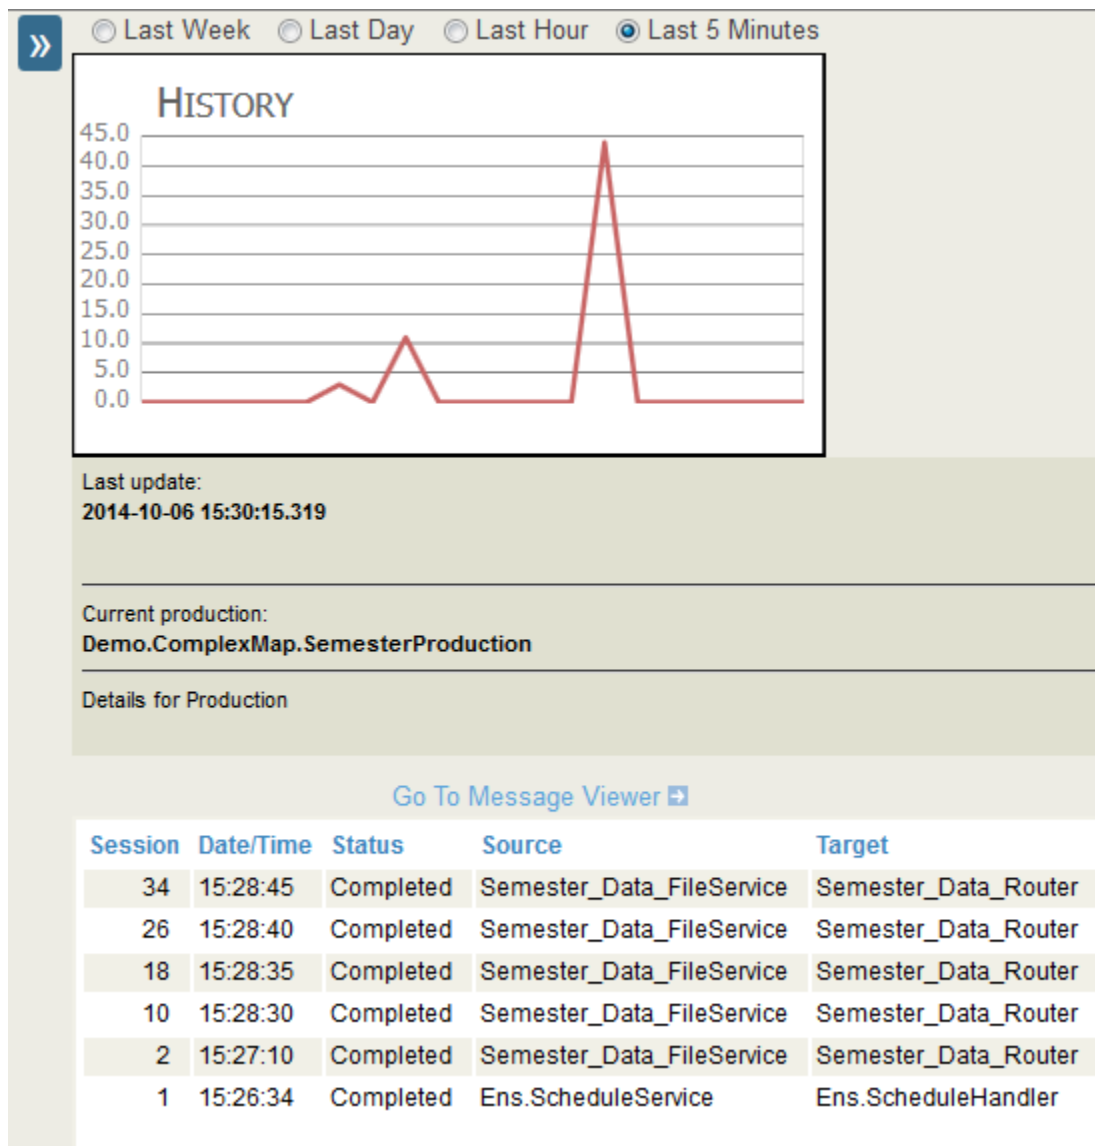 Last Week Last Day Last Hour Last 5 Minutes
HISTORY
45.0
40.0
35.0
30.0
25.0
20.0
15.0
10.0
5.0
0.0
Last update:
2014-10-06 15:30:15.319
Current production:
Demo.ComplexMap.SemesterProduction
Details for Production
Go To Message Viewer
Session Date/Time Status Source Target
34 15:28:45 Completed Semester_Data_FileService Semester_Data_Router
26 15:28:40 Completed Semester_Data_FileService Semester_Data_Router
18 15:28:35 Completed Semester_Data_FileService Semester_Data_Router
10 15:28:30 Completed Semester_Data_FileService Semester_Data_Router
2 15:27:10 Completed Semester_Data_FileService Semester_Data_Router
1 15:26:34 Completed Ens.ScheduleService Ens.ScheduleHandler